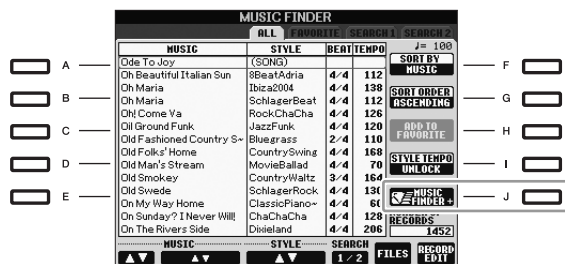 MUSIC FINDER
ALL FAVORITE SEARCH 1 SEARCH 2
MUSIC STYLE BEAT TEMPO ♩= 100
Ode To Joy (SONG)
Oh Beautiful Italian Sun 8BeatAdria 4/4 112
Oh Maria Ibiza2004 4/4 138
Oh Maria SchlagerBeat 4/4 112
Oh! Come Va RockChaCha 4/4 126
Oil Ground Funk JazzFunk 4/4 120
Old Fashioned Country S~ Bluegrass 2/4 110
Old Folks' Home CountrySwing 4/4 168
Old Man's Stream MovieBallad 4/4 70
Old Smokey CountryWaltz 3/4 164
Old Swede SchlagerRock 4/4
On My Way Home ClassicPiano~ 4/4
On Sunday? I Never Will! ChaChaCha 4/4 128
On The Rivers Side Dixieland 4/4 206
SORT BY
MUSIC
SORT ORDER
ASCENDING
ADD TO
FAVORITE
STYLE TEMPO
UNLOCK
MUSIC
FINDER +
RECORDS
1452
A
B
C
D
E
F
G
H
I
J
MUSIC STYLE SEARCH
1/2 FILES RECORD
EDIT